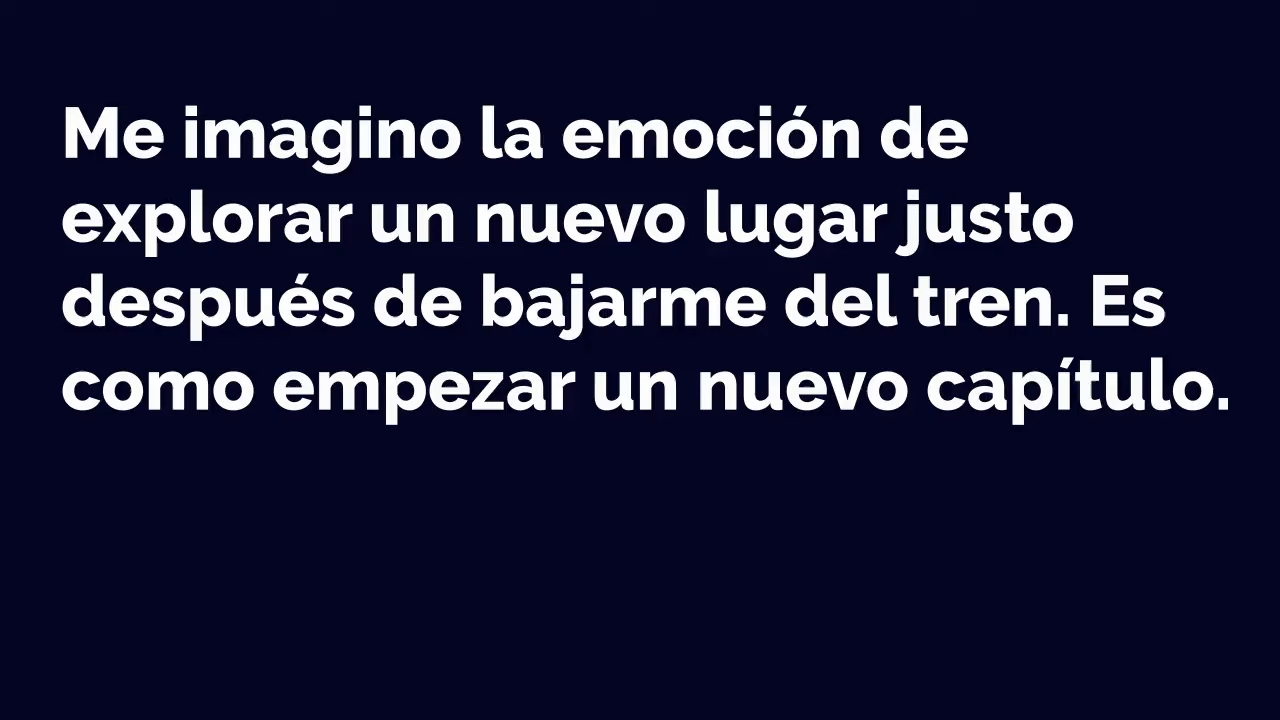 Me imagino la emoción de
explorar un nuevo lugar justo
después de bajarme del tren. Es
como empezar un nuevo capítulo.